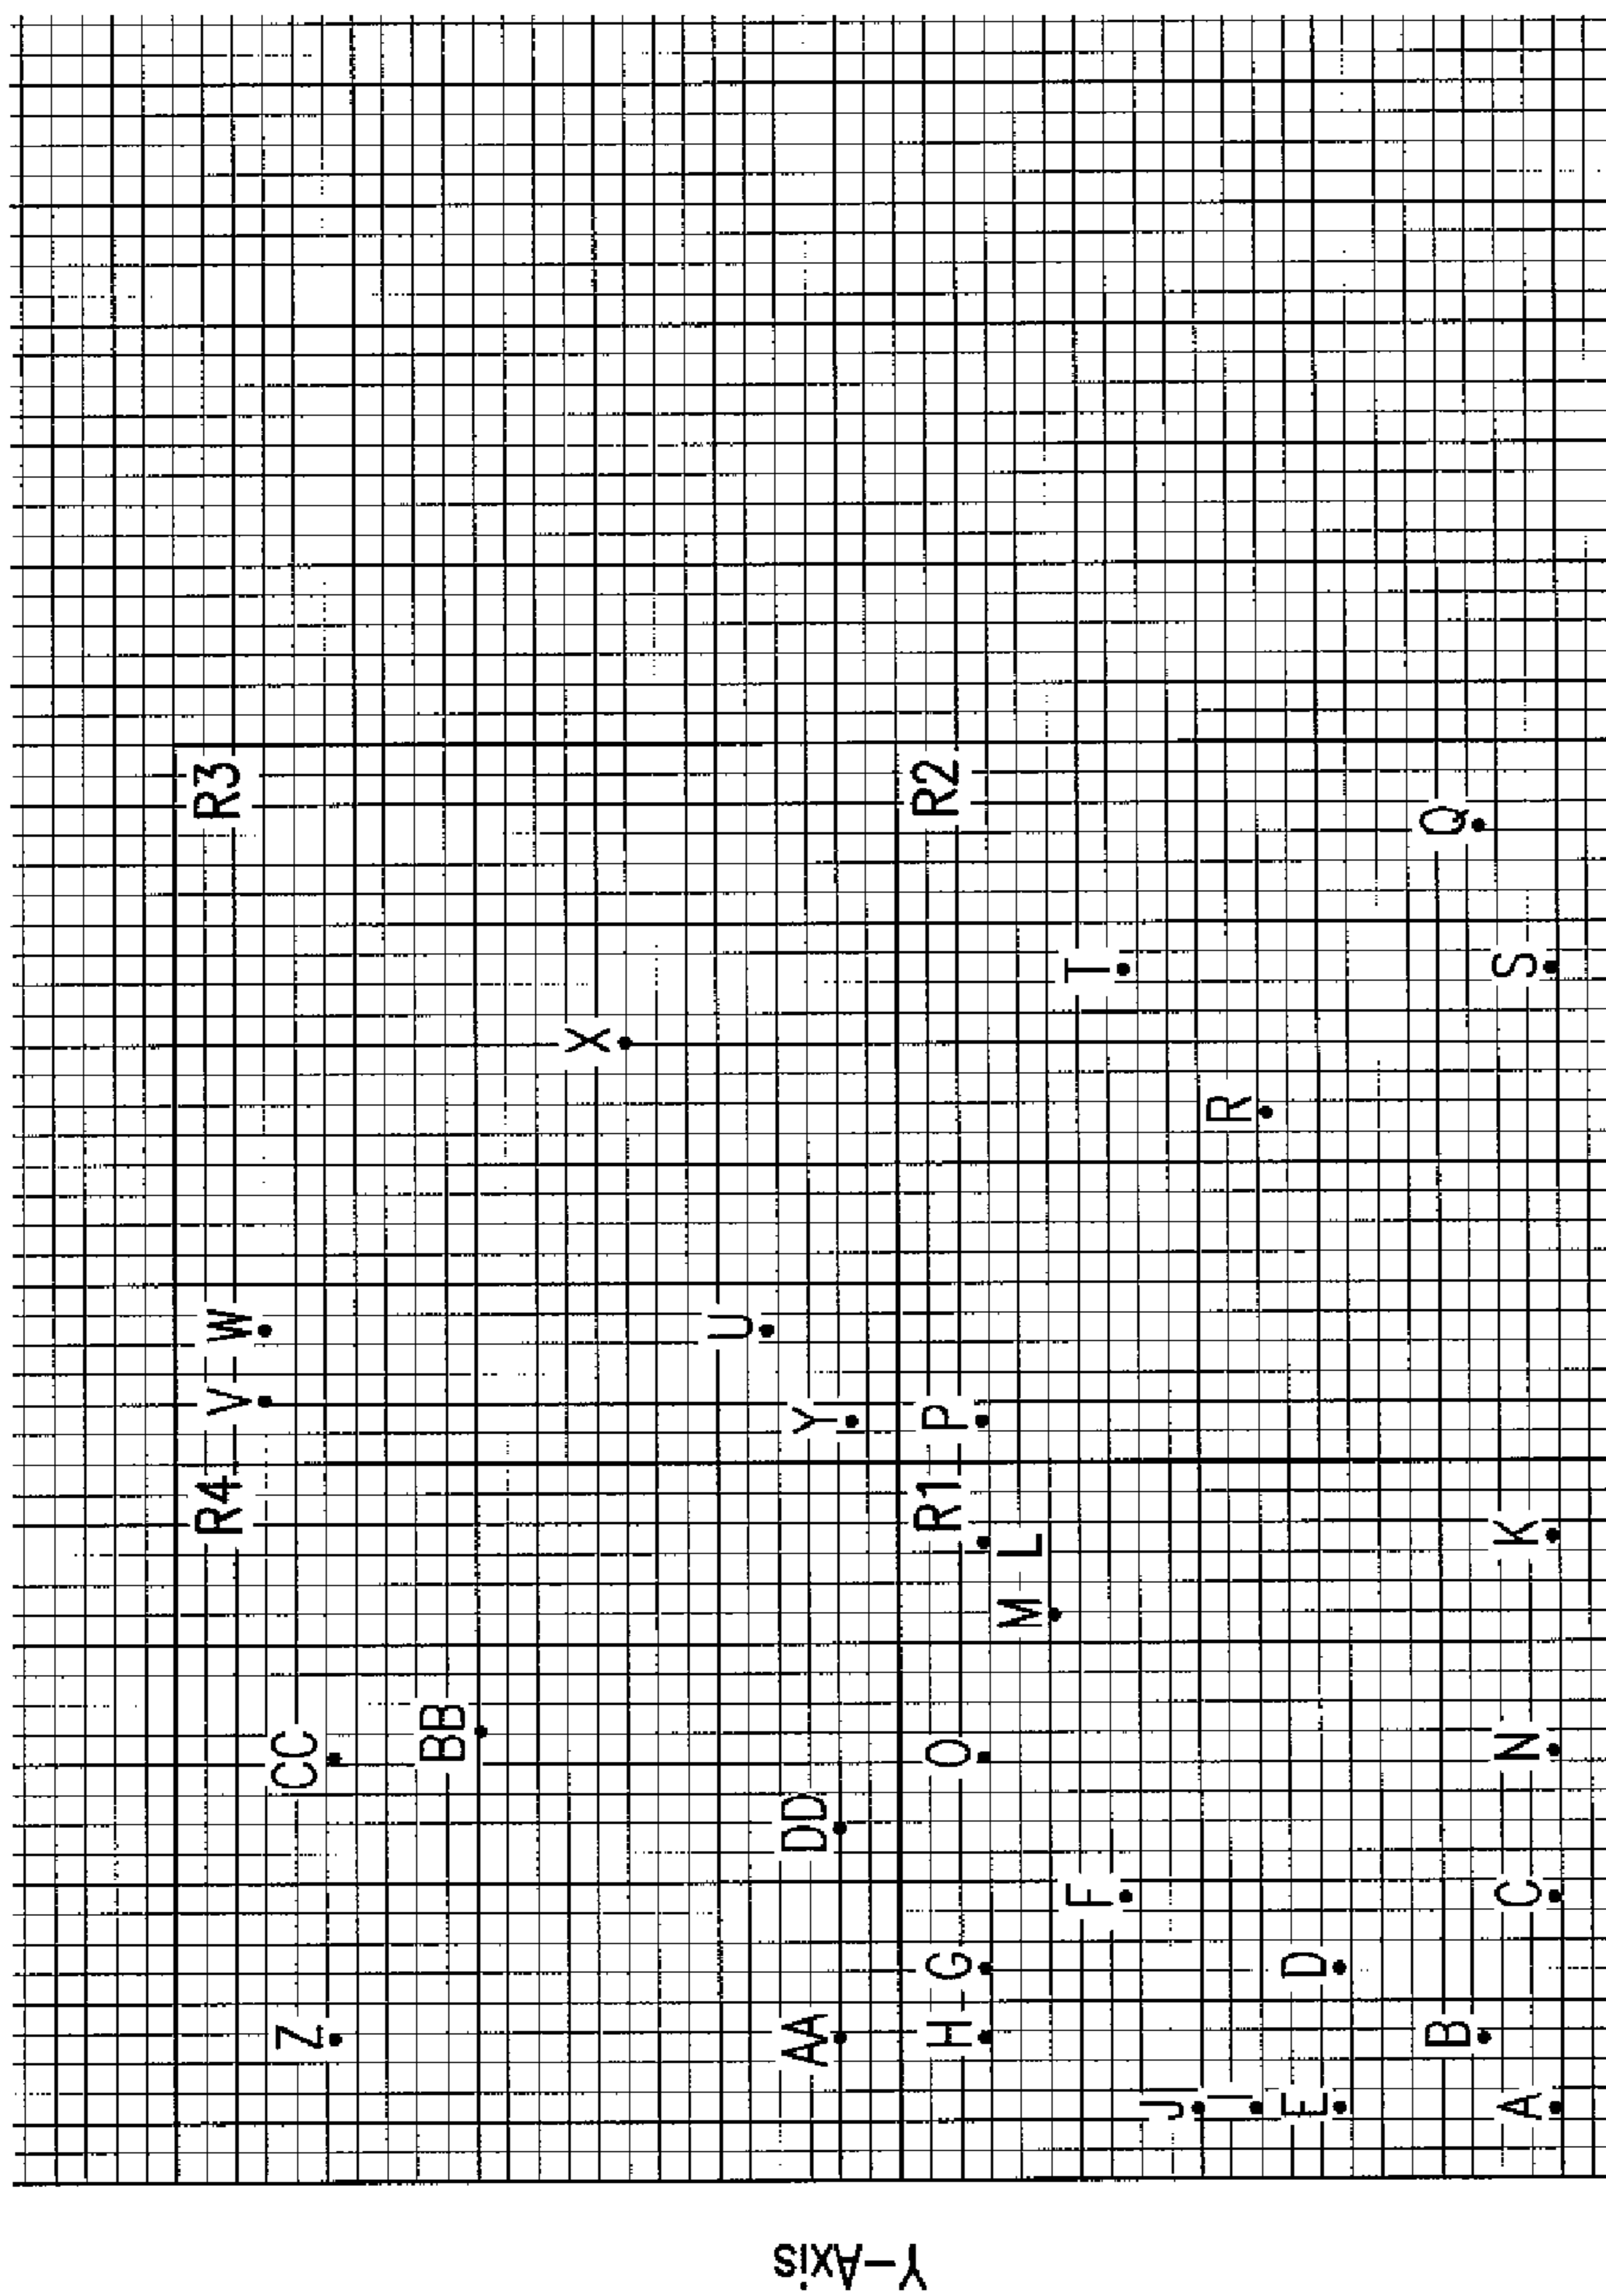 R4 V W R3
Z CC
BB
X
U
Y-Axis
AA DD Y
H G O R1 P R2
M L
F T
J
I R
E D
B Q
A C N K S